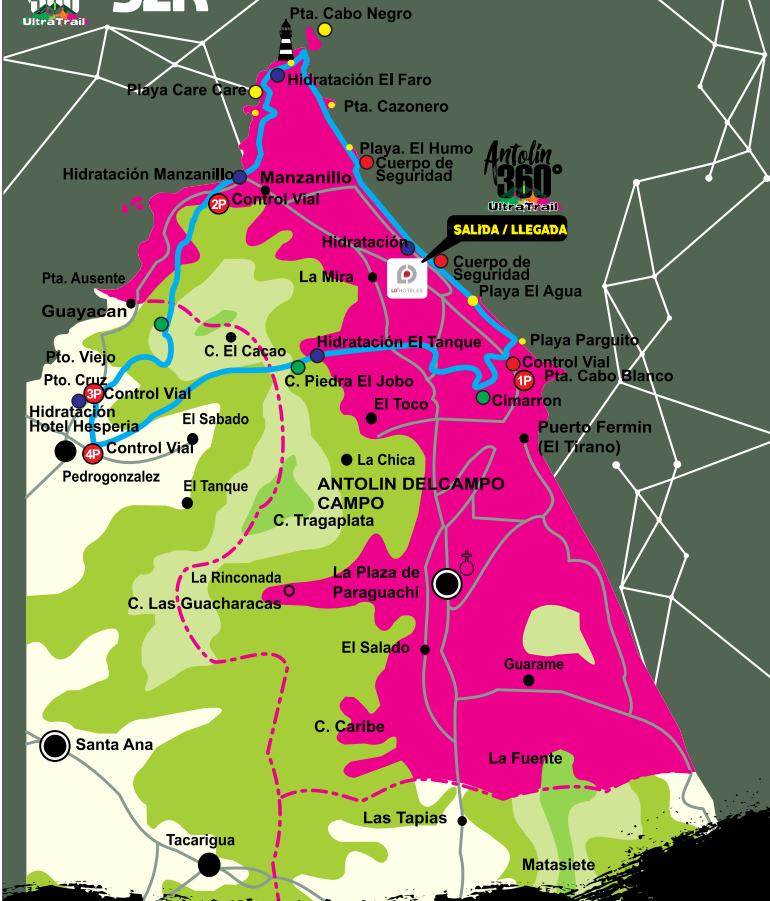 UltraTrail
Pta. Cabo Negro
Hidratación El Faro
Playa Care Care
Pta. Cazonero
Playa. El Humo
Cuerpo de
Seguridad
Antolín
360°
UltraTrail
Hidratación Manzanillo
Manzanillo
2P
Control Vial
SALIDA / LLEGADA
Hidratación
Cuerpo de
Seguridad
LD HOTELES
La Mira
Pta. Ausente
Playa El Agua
Guayacan
Hidratación El Tanque
Playa Parguito
C. El Cacao
Pto. Viejo
Control Vial
C. Piedra El Jobo
1P
Pta. Cabo Blanco
Pto. Cruz
3P
Control Vial
Cimarron
Hidratación
Hotel Hesperia
El Toco
El Sabado
Puerto Fermin
(El Tirano)
4P
Control Vial
La Chica
Pedrogonzalez
El Tanque
ANTOLIN DELCAMPO
CAMPO
C. Tragaplata
La Rinconada
La Plaza de
Paraguachí
C. Las Guacharacas
El Salado
Guarame
C. Caribe
Santa Ana
La Fuente
Las Tapias
Tacarigua
Matasiete